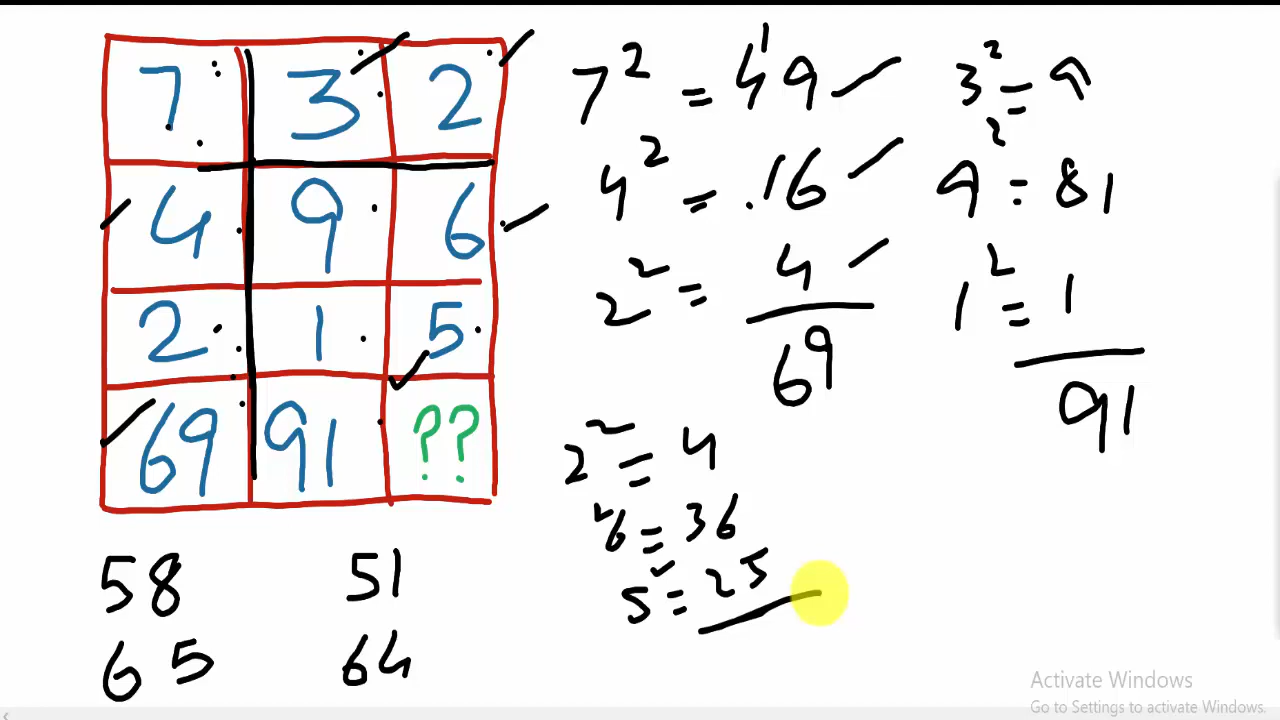 7 3 2
4 9 6
2 1 5
69 91 ??
58 51
65 64
7² = 49
4² = 16
2² = 4
69
3² = 9
9² = 81
1² = 1
91
2² = 4
6² = 36
5² = 25
Activate Windows
Go to Settings to activate Windows.